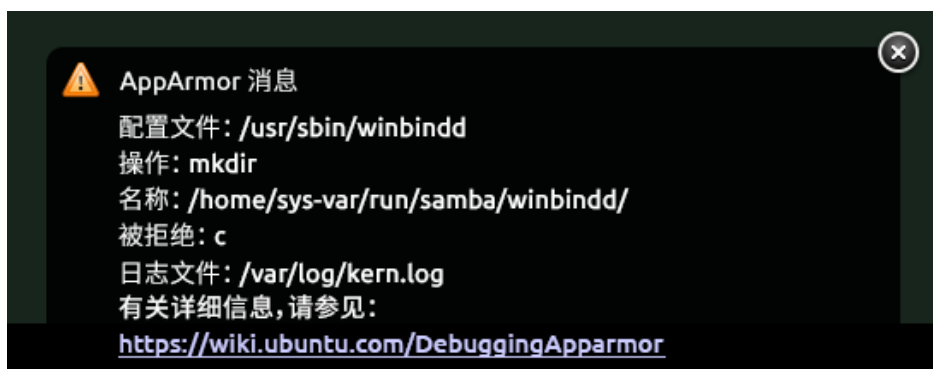 AppArmor 消息
配置文件：/usr/sbin/winbindd
操作：mkdir
名称：/home/sys-var/run/samba/winbindd/
被拒绝：c
日志文件：/var/log/kern.log
有关详细信息，请参见：
https://wiki.ubuntu.com/DebuggingApparmor